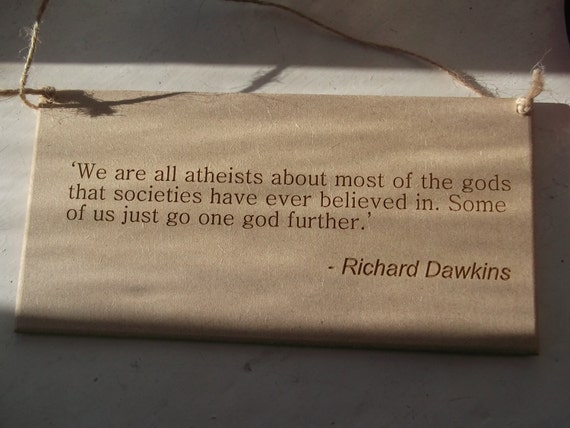 ‘We are all atheists about most of the gods
that societies have ever believed in. Some
of us just go one god further.’
- Richard Dawkins